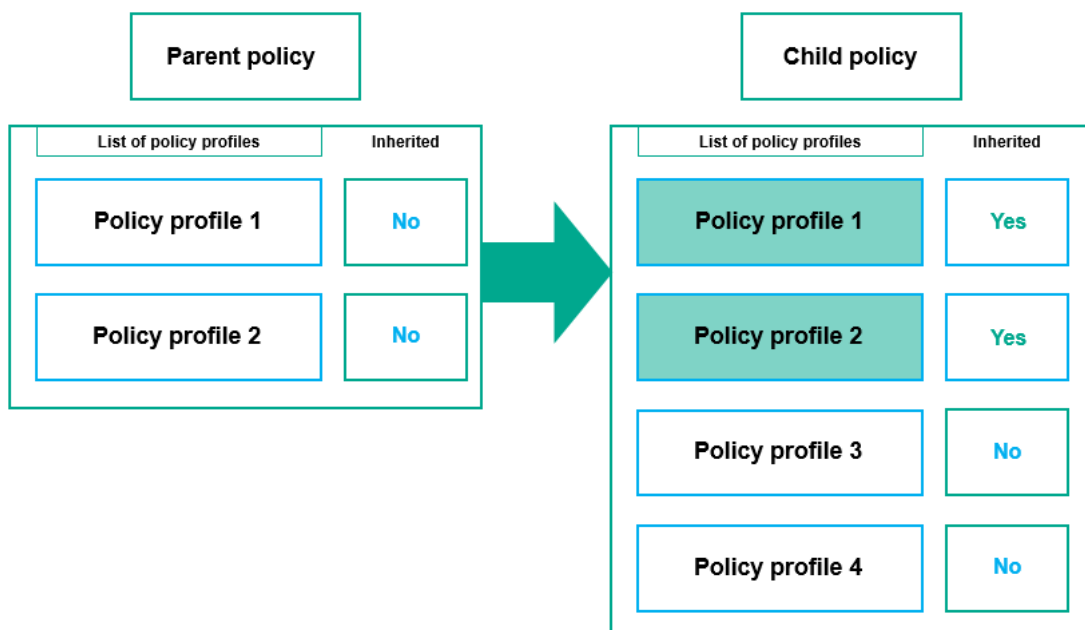 Parent policy
List of policy profiles
Inherited
Policy profile 1
No
Policy profile 2
No
Child policy
List of policy profiles
Inherited
Policy profile 1
Yes
Policy profile 2
Yes
Policy profile 3
No
Policy profile 4
No